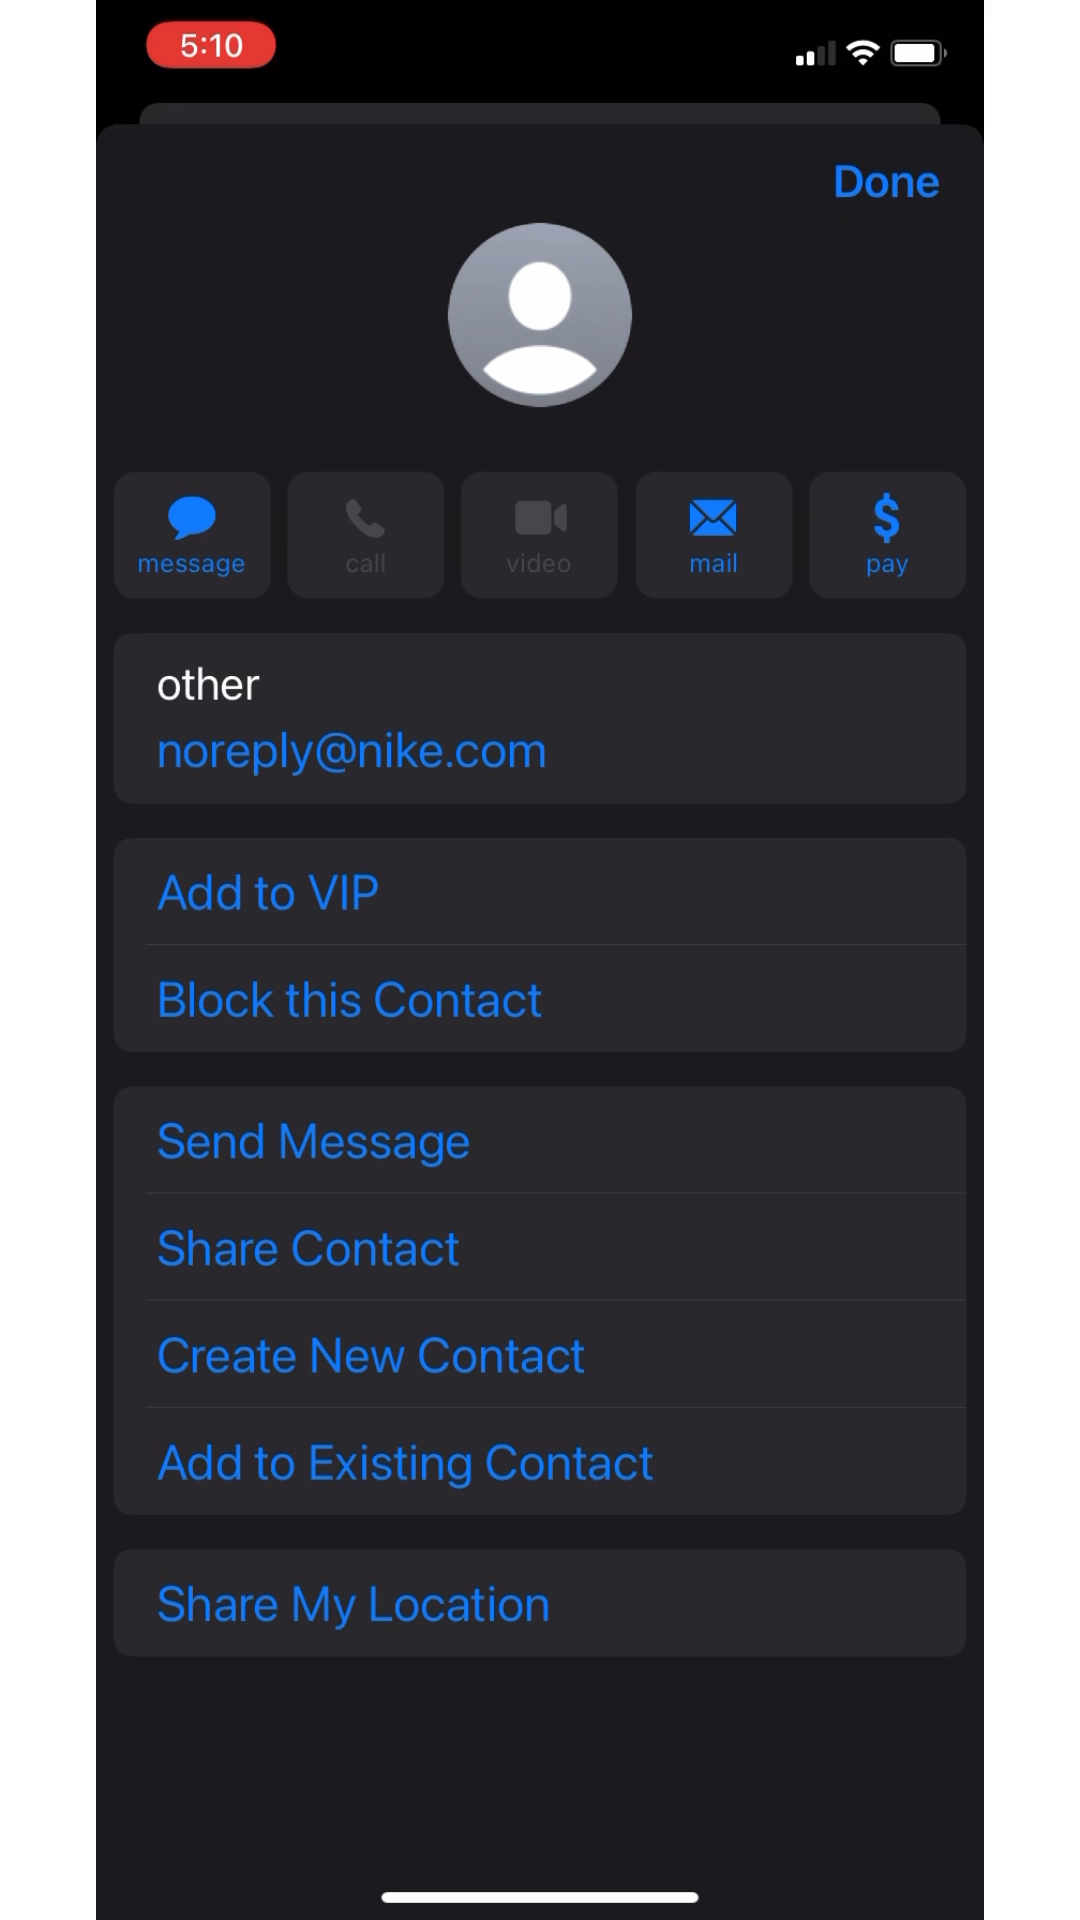 5:10
Done
message call video mail pay
other
noreply@nike.com
Add to VIP
Block this Contact
Send Message
Share Contact
Create New Contact
Add to Existing Contact
Share My Location